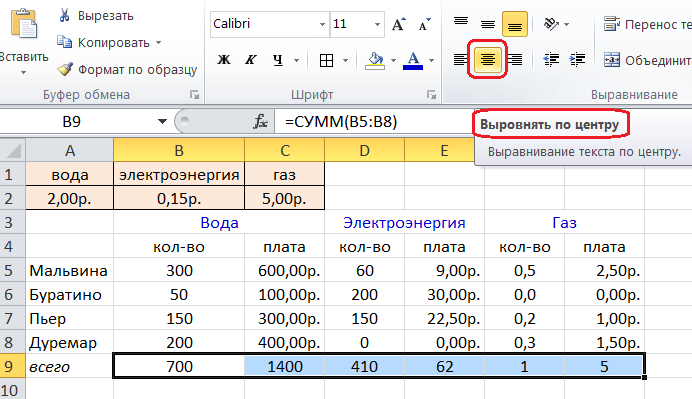 Вырезать
Calibri 11 А А
Перенос те
Вставить
Копировать
Формат по образцу
Ж К Ч А
Объединит
Буфер обмена Шрифт Выравнивание
B9 fx =СУММ(B5:B8)
Выровнять по центру
Выравнивание текста по центру.
A B C D E
1 вода электроэнергия газ
2 2,00р. 0,15р. 5,00р.
3 Вода Электроэнергия Газ
4 кол-во плата кол-во плата кол-во плата
5 Мальвина 300 600,00р. 60 9,00р. 0,5 2,50р.
6 Буратино 50 100,00р. 200 30,00р. 0,0 0,00р.
7 Пьер 150 300,00р. 150 22,50р. 0,2 1,00р.
8 Дуремар 200 400,00р. 0 0,00р. 0,3 1,50р.
9 всего 700 1400 410 62 1 5
10